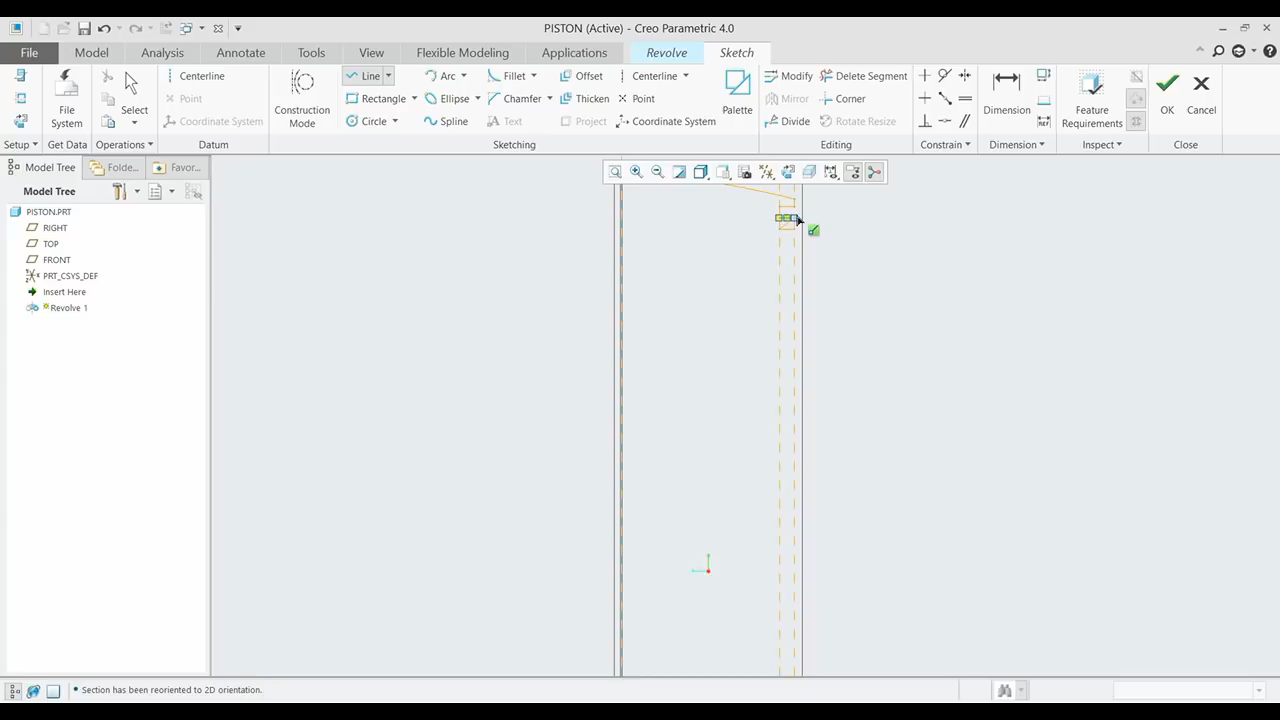 PISTON (Active) - Creo Parametric 4.0
File Model Analysis Annotate Tools View Flexible Modeling Applications Revolve Sketch
Centerline Line Arc Fillet Offset Centerline Modify Delete Segment
File System Select Point Construction Mode Rectangle Ellipse Chamfer Thicken Point Palette Mirror Corner Dimension Feature Requirements OK Cancel
Coordinate System Circle Spline Text Project Coordinate System Divide Rotate Resize
Setup Get Data Operations Datum Sketching Editing Constrain Dimension Inspect Close
Model Tree Folde... Favor...
Model Tree
PISTON.PRT
RIGHT
TOP
FRONT
PRT_CSYS_DEF
Insert Here
Revolve 1
Section has been reoriented to 2D orientation.